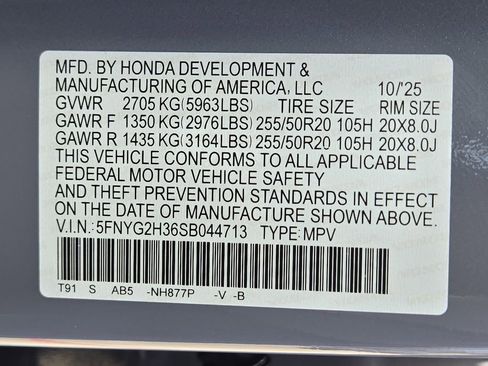 MFD. BY HONDA DEVELOPMENT &
MANUFACTURING OF AMERICA, LLC 10/'25
GVWR 2705 KG(5963LBS) TIRE SIZE RIM SIZE
GAWR F 1350 KG(2976LBS) 255/50R20 105H 20X8.0J
GAWR R 1435 KG(3164LBS) 255/50R20 105H 20X8.0J
THIS VEHICLE CONFORMS TO ALL APPLICABLE
FEDERAL MOTOR VEHICLE SAFETY
AND THEFT PREVENTION STANDARDS IN EFFECT
ON THE DATE OF MANUFACTURE SHOWN ABOVE.
V.I.N.:5FNYG2H36SB044713 TYPE:MPV
T91 S AB5 -NH877P -V -B